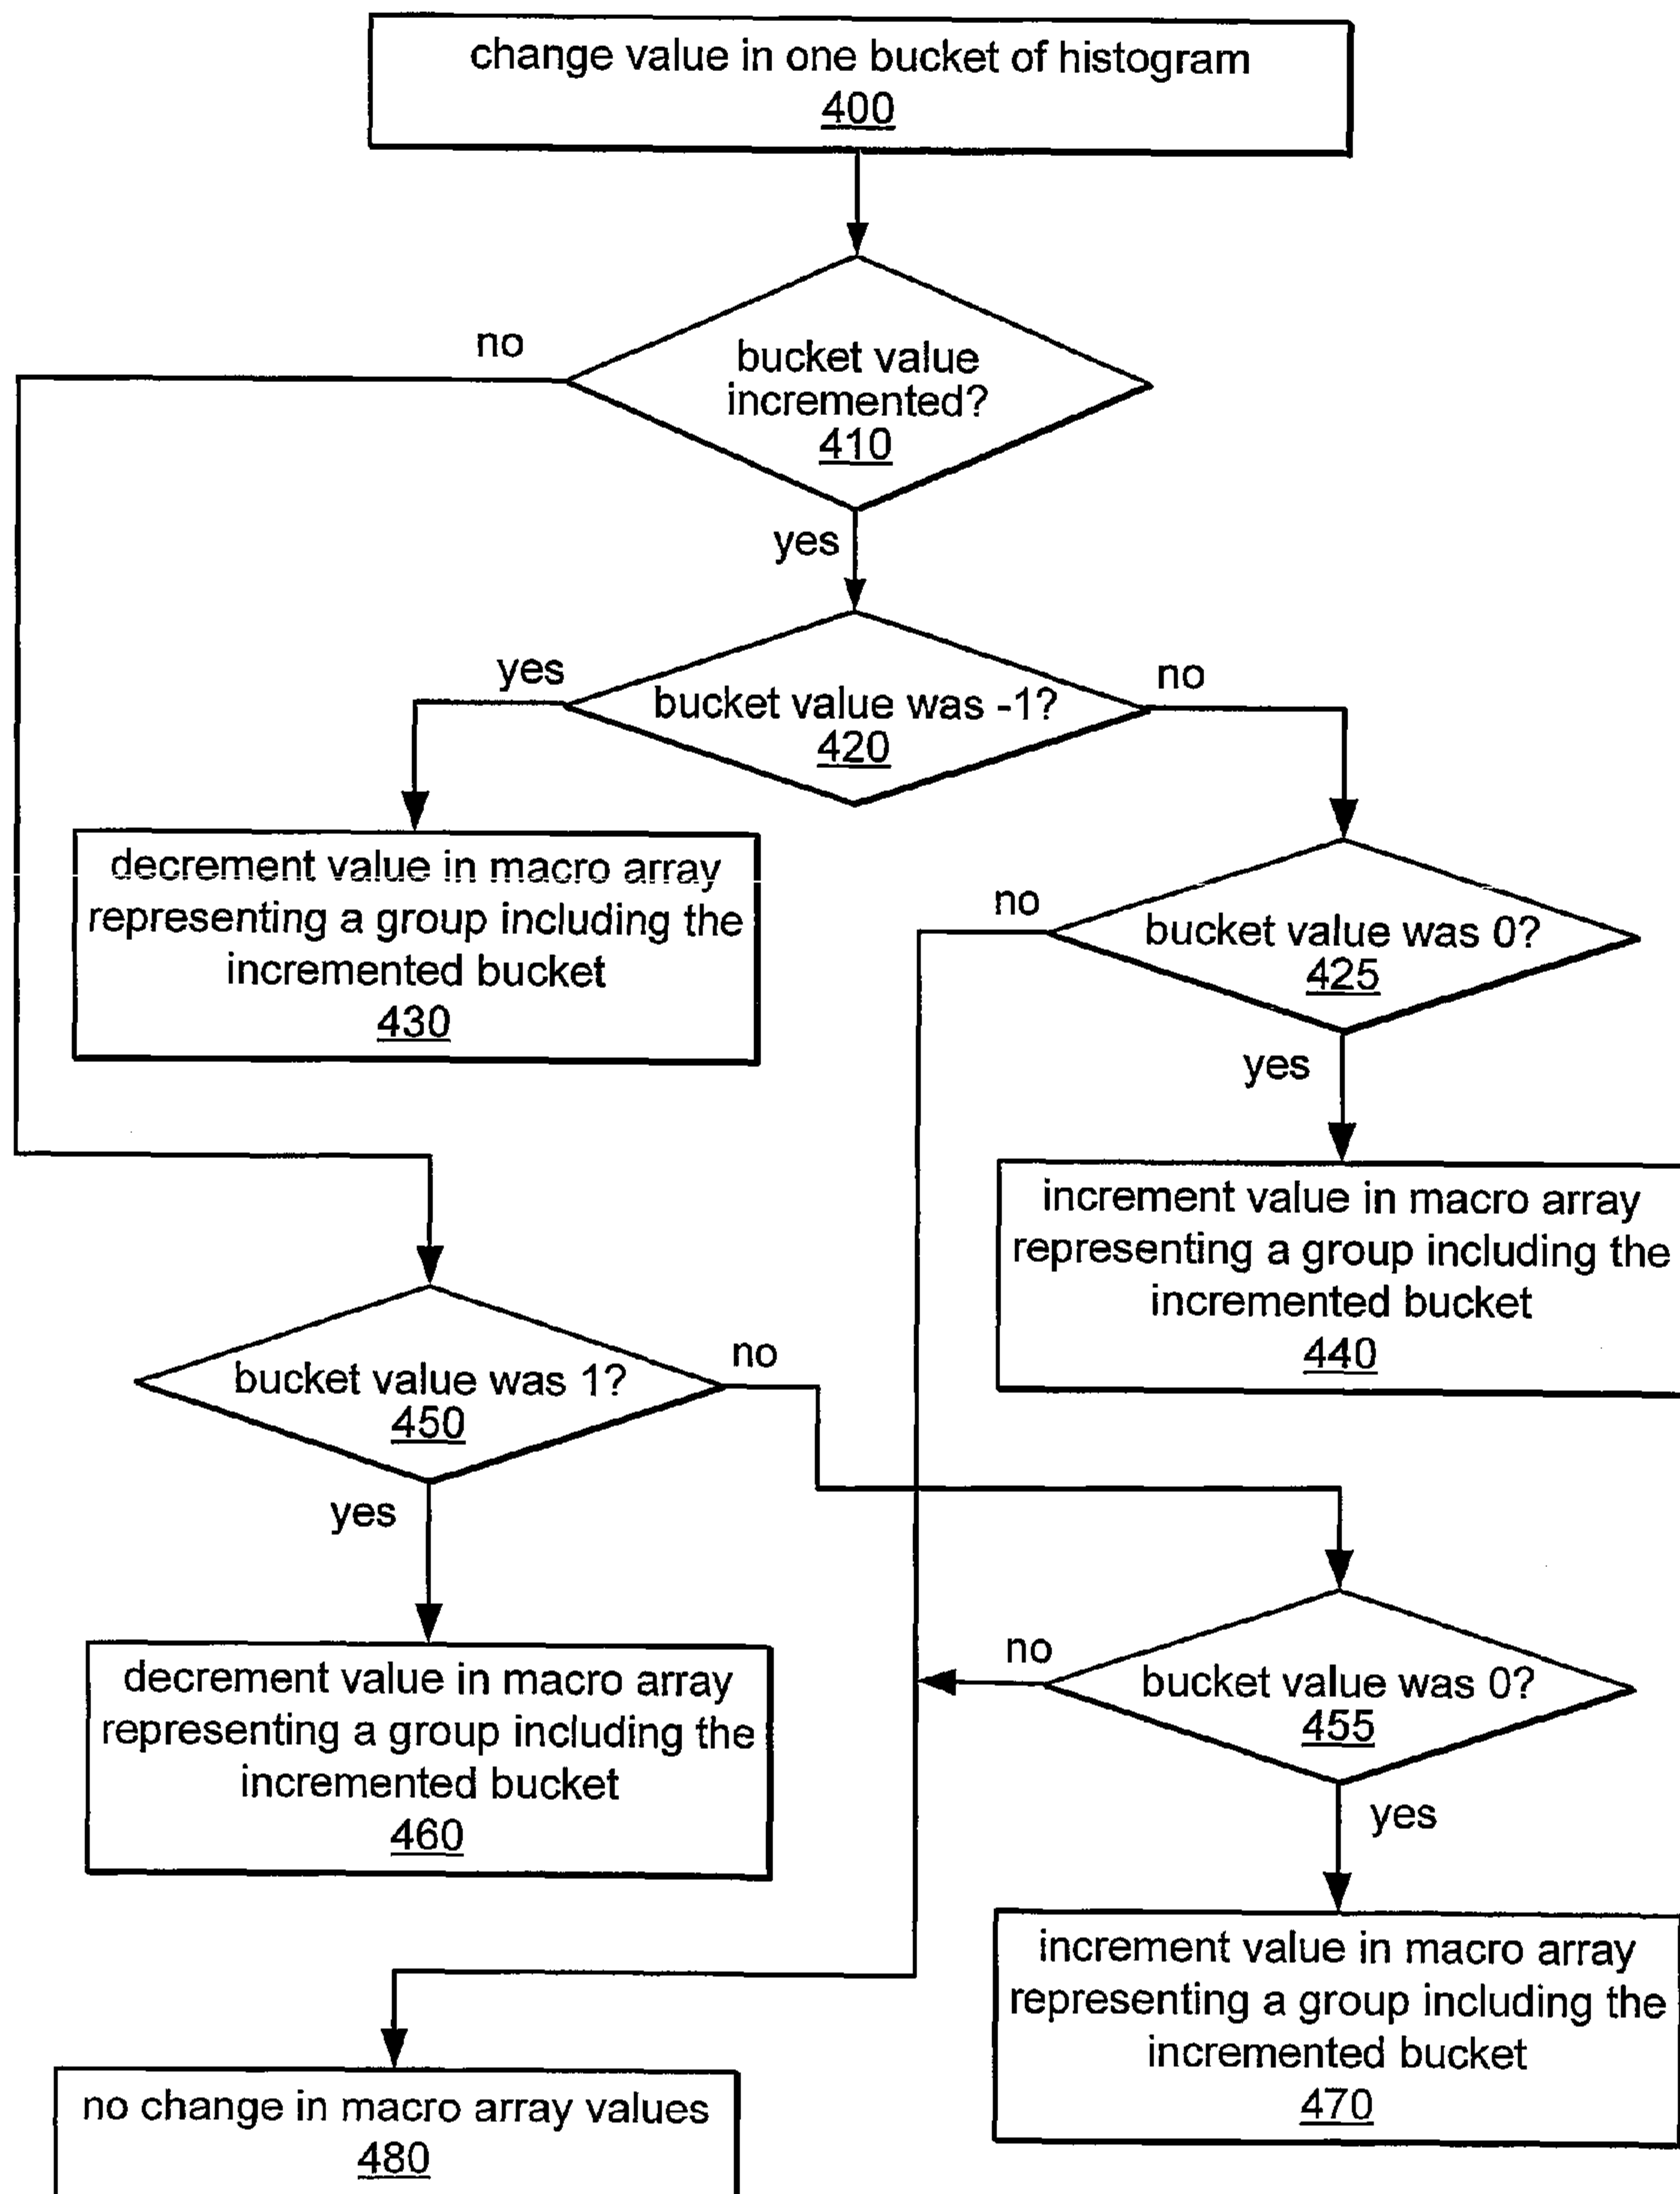 change value in one bucket of histogram
400
no
bucket value
incremented?
410
yes
yes
bucket value was -1?
420
no
decrement value in macro array
representing a group including the
incremented bucket
430
no
bucket value was 0?
425
yes
increment value in macro array
representing a group including the
incremented bucket
440
bucket value was 1?
450
no
yes
no
bucket value was 0?
455
decrement value in macro array
representing a group including the
incremented bucket
460
yes
increment value in macro array
representing a group including the
incremented bucket
470
no change in macro array values
480